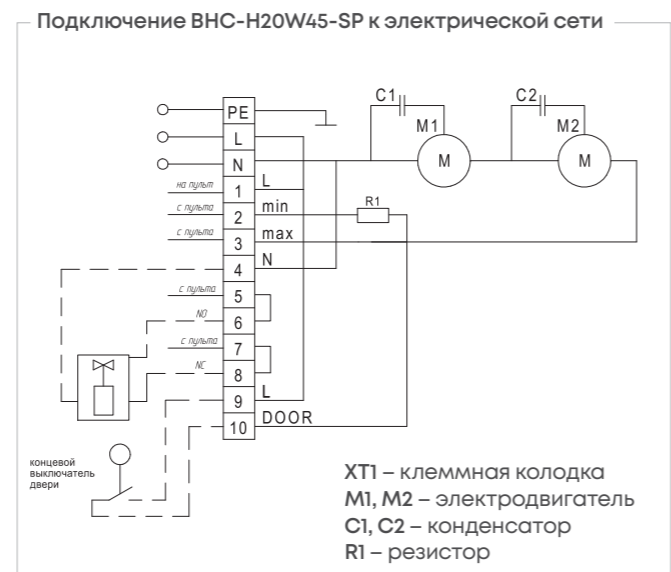 Подключение BHC-H20W45-SP к электрической сети
C1 C2
PE
M1 M2
L
M M
N
на пульт 1 L
с пульта 2 min R1
с пульта 3 max
4 N
с пульта 5
NO 6
с пульта 7
NC 8
9 L
10 DOOR
концевой
выключатель
двери
XT1 – клеммная колодка
M1, M2 – электродвигатель
C1, C2 – конденсатор
R1 – резистор